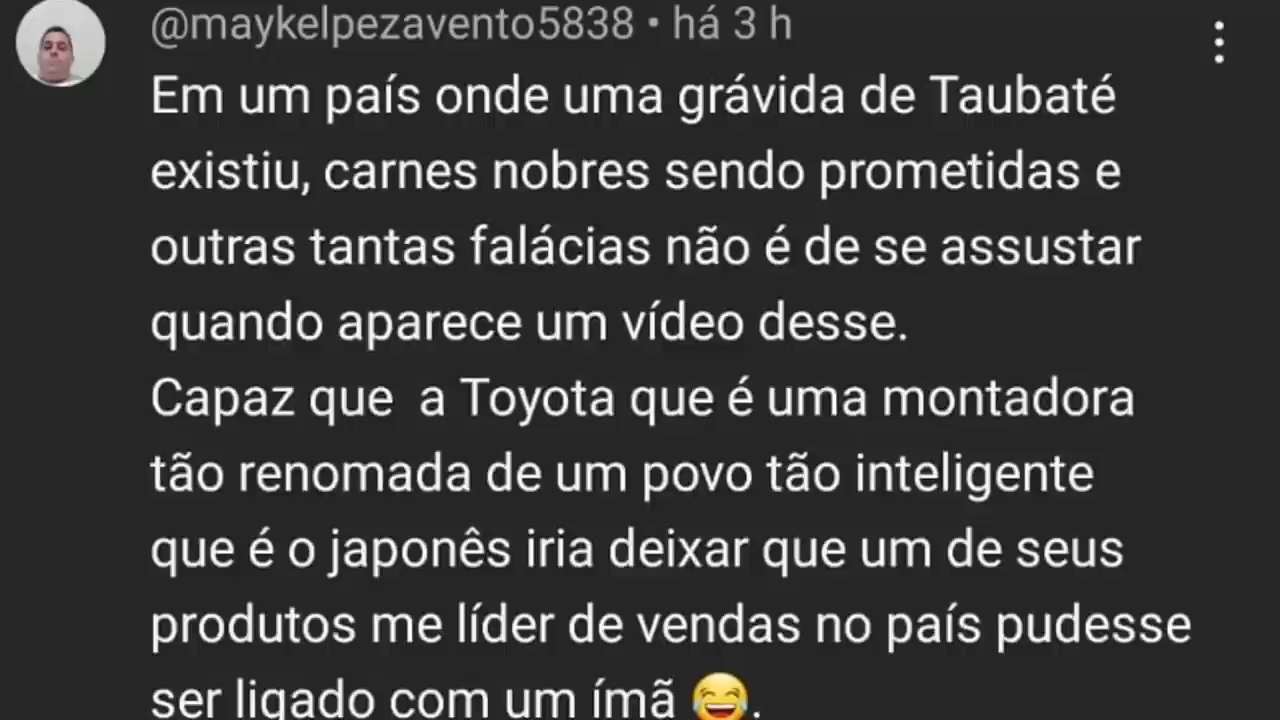 @maykelpezavento5838 • há 3 h
Em um país onde uma grávida de Taubaté
existiu, carnes nobres sendo prometidas e
outras tantas falácias não é de se assustar
quando aparece um vídeo desse.
Capaz que  a Toyota que é uma montadora
tão renomada de um povo tão inteligente
que é o japonês iria deixar que um de seus
produtos me líder de vendas no país pudesse
ser ligado com um ímã 😂.